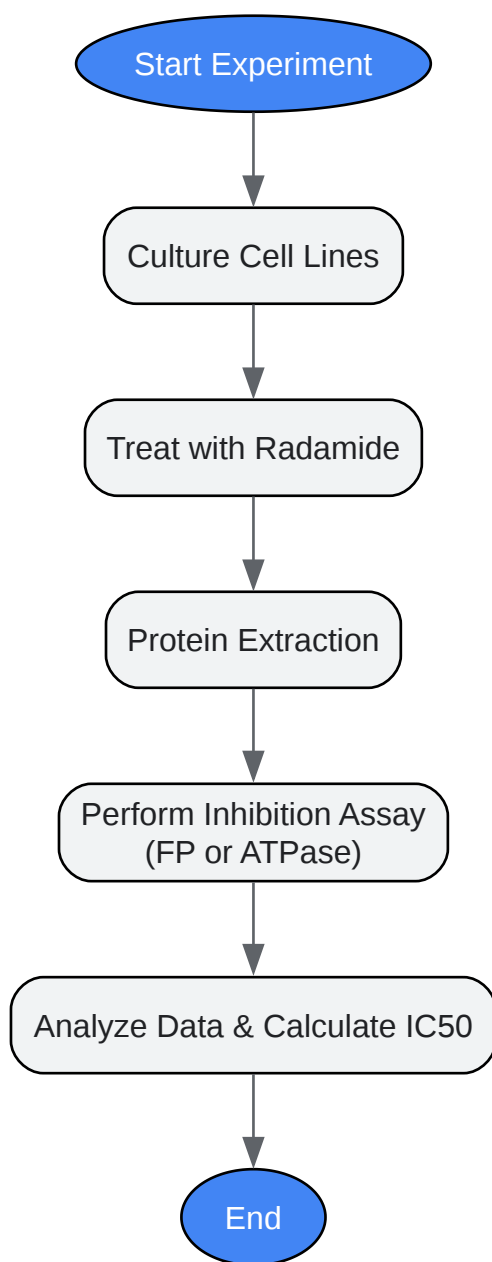 Start Experiment
Culture Cell Lines
Treat with Radamide
Protein Extraction
Perform Inhibition Assay
(FP or ATPase)
Analyze Data & Calculate IC50
End